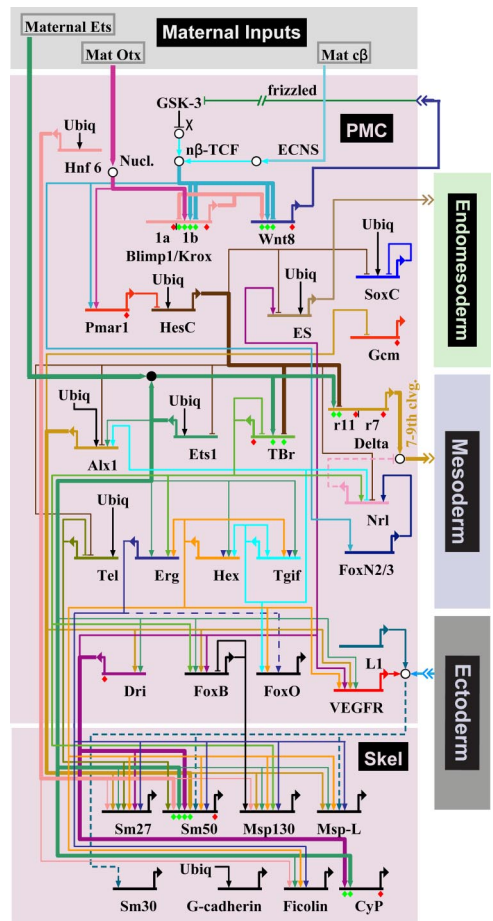 Maternal Ets
Maternal Inputs
Mat Otx
Mat cβ
frizzled
GSK-3
PMC
Ubiq
X
nβ-TCF
ECNS
Hnf 6
Nucl.
1a
1b
Wnt8
Blimp1/Krox
Ubiq
Ubiq
Ubiq
SoxC
Pmar1
HesC
ES
Endomesoderm
Gcm
7-9th clvg.
r11
r7
Ubiq
Ubiq
Delta
Alx1
Ets1
TBr
Mesoderm
Nrl
Ubiq
Tel
Erg
Hex
Tgif
FoxN2/3
L1
Dri
FoxB
FoxO
VEGFR
Ectoderm
Skel
Sm27
Sm50
Msp130
Msp-L
Ubiq
Sm30
G-cadherin
Ficolin
CyP